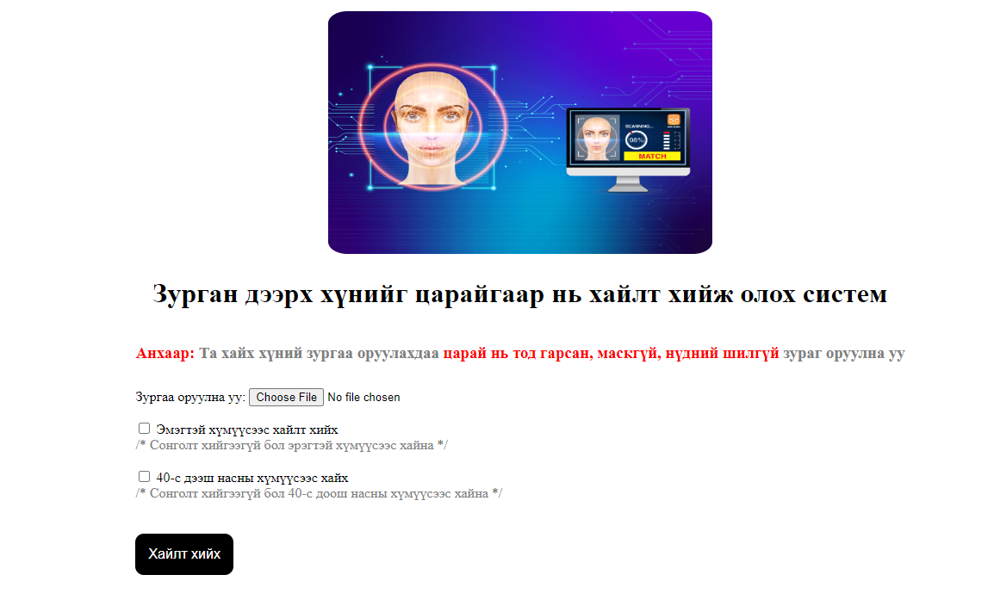 SCANNING...
98%
MATCH
Зурган дээрх хүнийг царайгаар нь хайлт хийж олох систем
Анхаар: Та хайх хүний зургаа оруулахдаа царай нь тод гарсан, маскгүй, нүдний шилгүй зураг оруулна уу
Зургаа оруулна уу: Choose File No file chosen
Эмэгтэй хүмүүсээс хайлт хийх
/* Сонголт хийгээгүй бол эрэгтэй хүмүүсээс хайна */
40-с дээш насны хүмүүсээс хайх
/* Сонголт хийгээгүй бол 40-с доош насны хүмүүсээс хайна */
Хайлт хийх